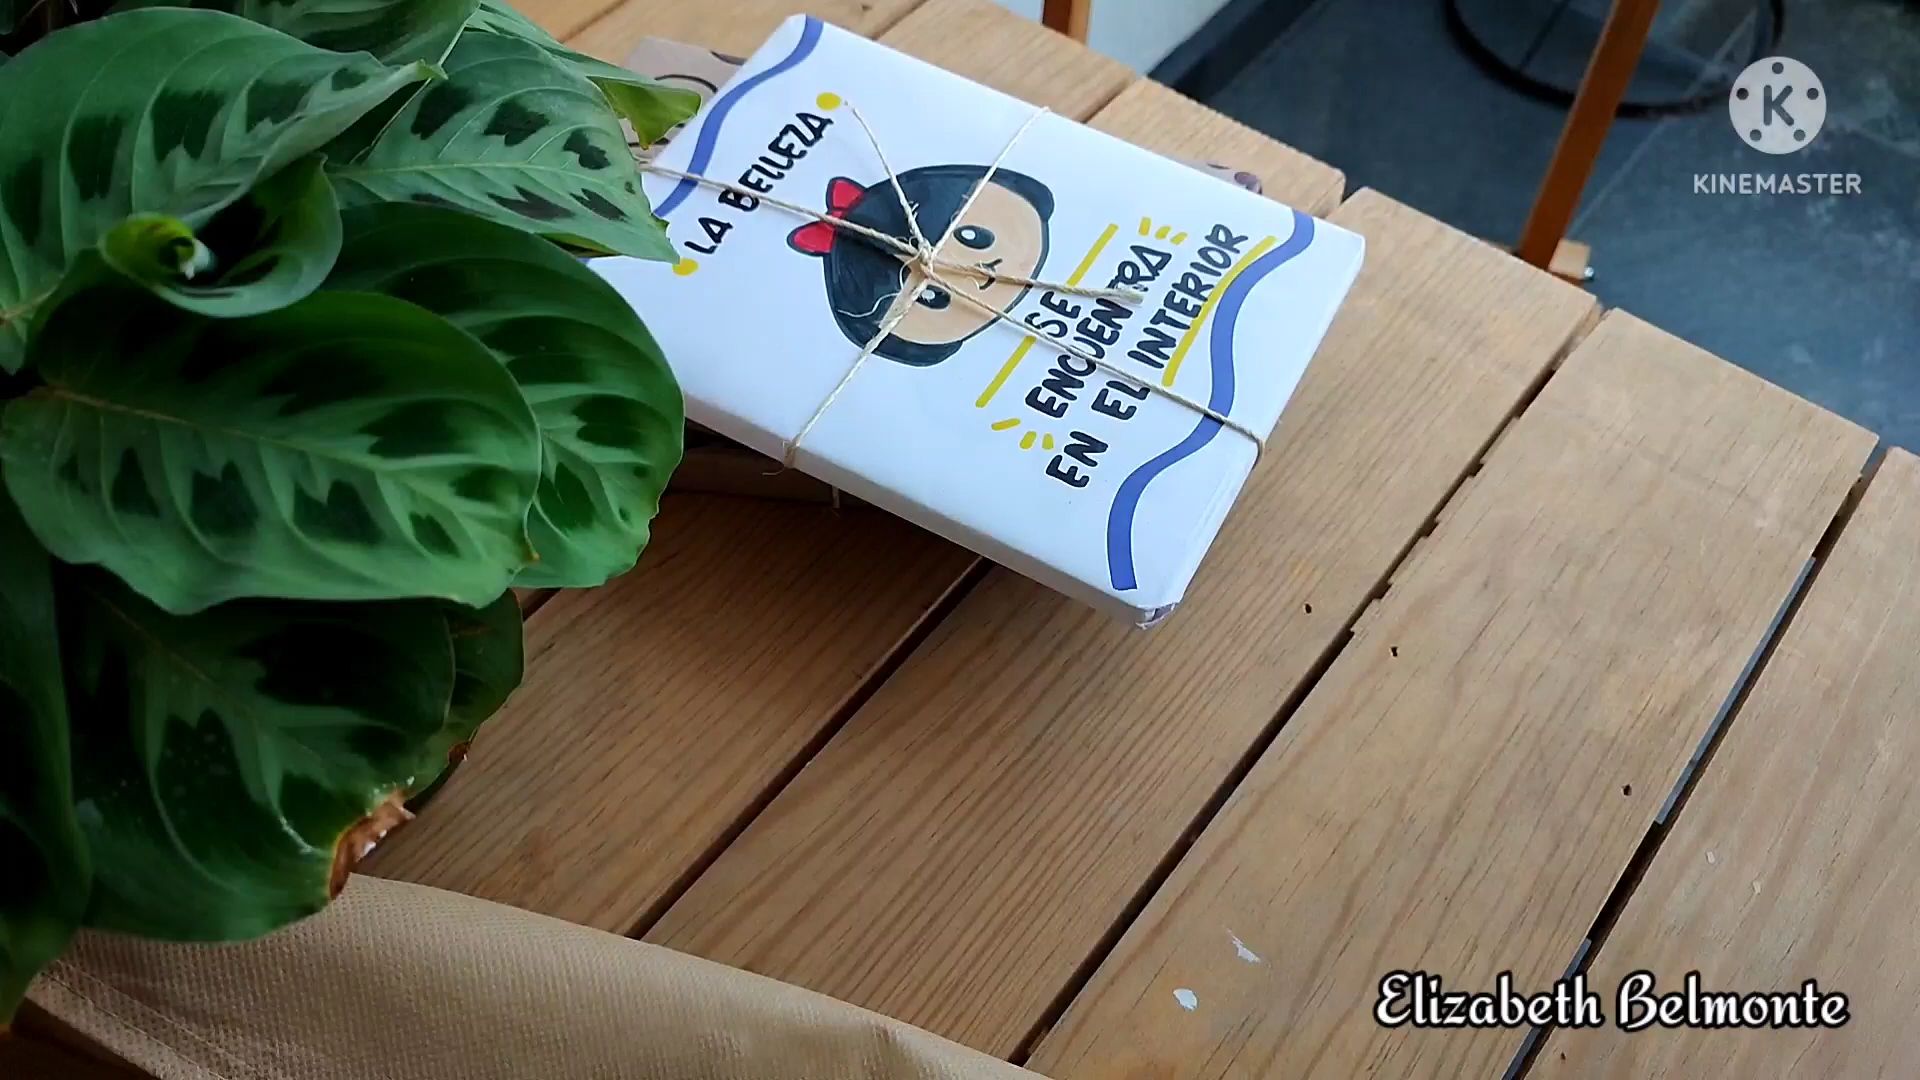 LA BELLEZA
SE
ENCUENTRA
EN EL INTERIOR
K
KINEMASTER
Elizabeth Belmonte